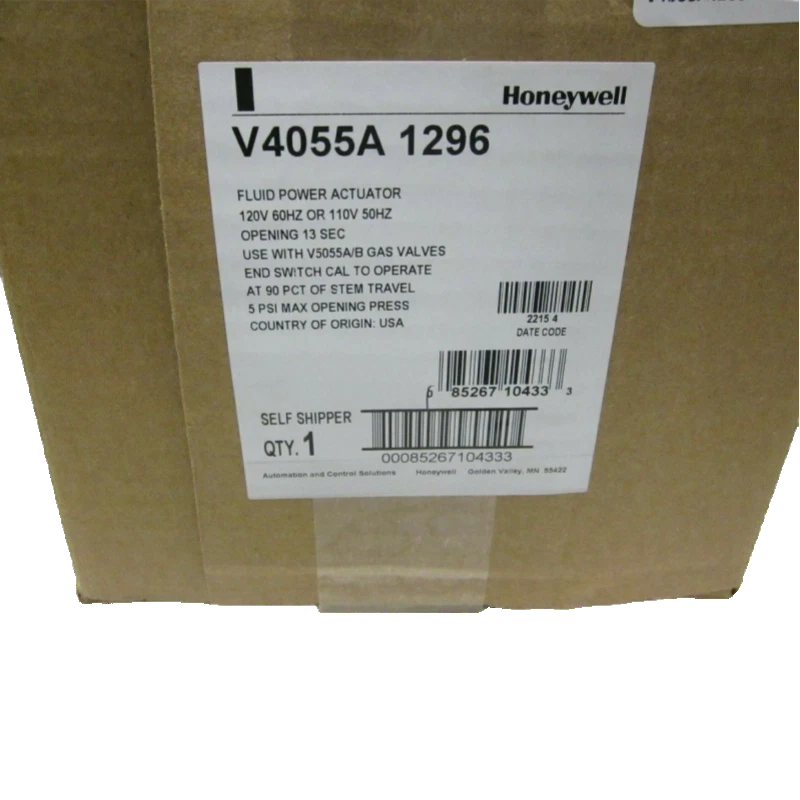 Honeywell
V4055A 1296
FLUID POWER ACTUATOR
120V 60HZ OR 110V 50HZ
OPENING 13 SEC
USE WITH V5055A/B GAS VALVES
END SWITCH CAL TO OPERATE
AT 90 PCT OF STEM TRAVEL
5 PSI MAX OPENING PRESS
COUNTRY OF ORIGIN: USA
2215 4
DATE CODE
6 85267 10433 3
SELF SHIPPER
QTY. 1
00085267104333
Automation and Control Solutions Honeywell Golden Valley, MN 55422